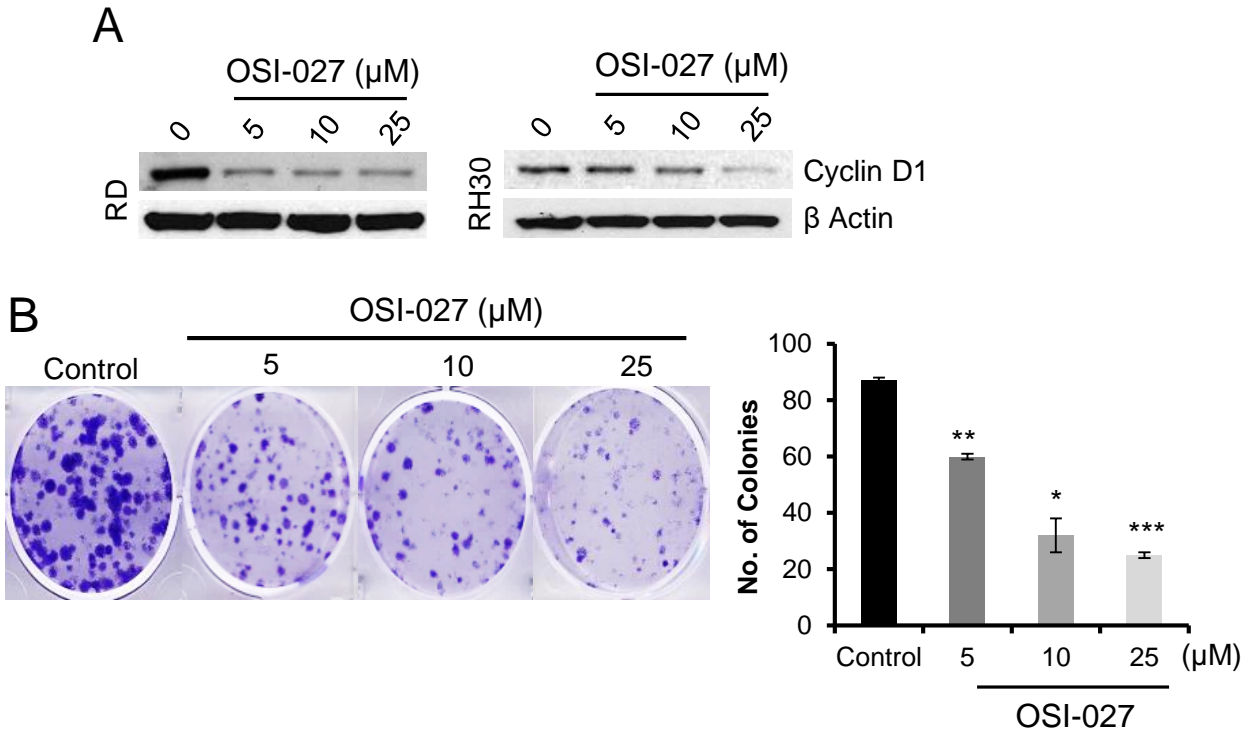 A
OSI-027 (µM)
0 5 10 25
RD
OSI-027 (µM)
0 5 10 25
RH30
Cyclin D1
β Actin
B
OSI-027 (µM)
Control 5 10 25
100
80
60
40
20
0
No. of Colonies
**
*
***
Control 5 10 25 (µM)
OSI-027